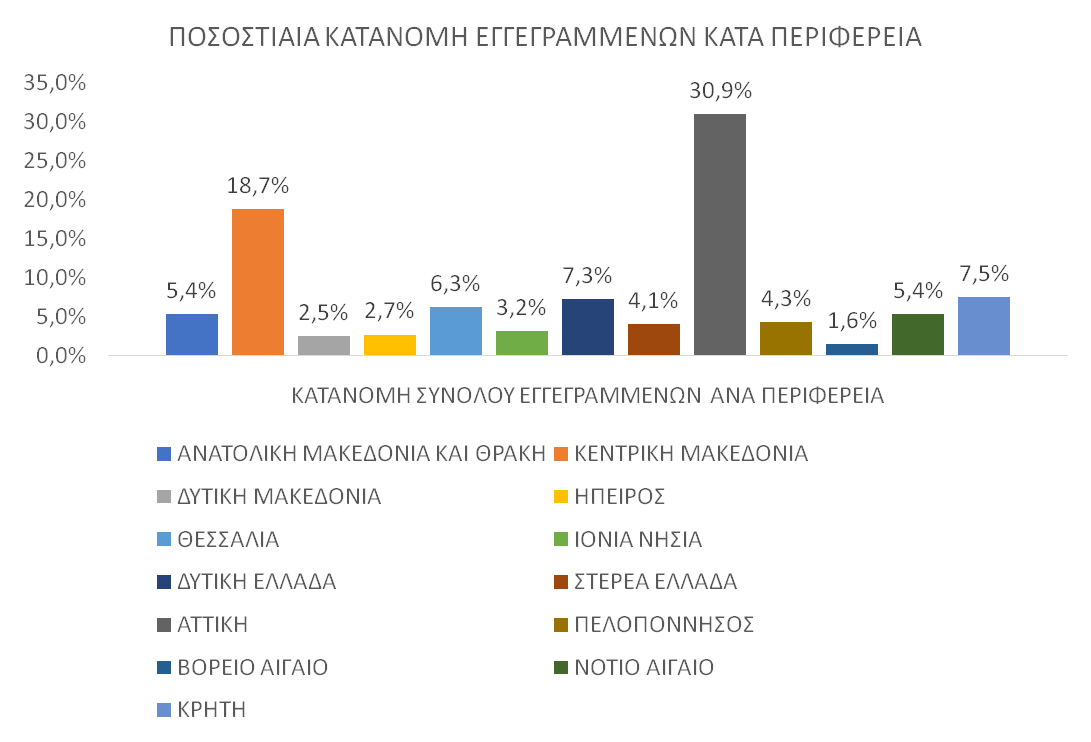 ΠΟΣΟΣΤΙΑΙΑ ΚΑΤΑΝΟΜΗ ΕΓΓΕΓΡΑΜΜΕΝΩΝ ΚΑΤΑ ΠΕΡΙΦΕΡΕΙΑ
35,0%
30,0%
25,0%
20,0%
15,0%
10,0%
5,0%
0,0%
5,4%
18,7%
2,5%
2,7%
6,3%
3,2%
7,3%
4,1%
30,9%
4,3%
1,6%
5,4%
7,5%
ΚΑΤΑΝΟΜΗ ΣΥΝΟΛΟΥ ΕΓΓΕΓΡΑΜΜΕΝΩΝ ΑΝΑ ΠΕΡΙΦΕΡΕΙΑ
ΑΝΑΤΟΛΙΚΗ ΜΑΚΕΔΟΝΙΑ ΚΑΙ ΘΡΑΚΗ
ΚΕΝΤΡΙΚΗ ΜΑΚΕΔΟΝΙΑ
ΔΥΤΙΚΗ ΜΑΚΕΔΟΝΙΑ
ΗΠΕΙΡΟΣ
ΘΕΣΣΑΛΙΑ
ΙΟΝΙΑ ΝΗΣΙΑ
ΔΥΤΙΚΗ ΕΛΛΑΔΑ
ΣΤΕΡΕΑ ΕΛΛΑΔΑ
ΑΤΤΙΚΗ
ΠΕΛΟΠΟΝΝΗΣΟΣ
ΒΟΡΕΙΟ ΑΙΓΑΙΟ
ΝΟΤΙΟ ΑΙΓΑΙΟ
ΚΡΗΤΗ